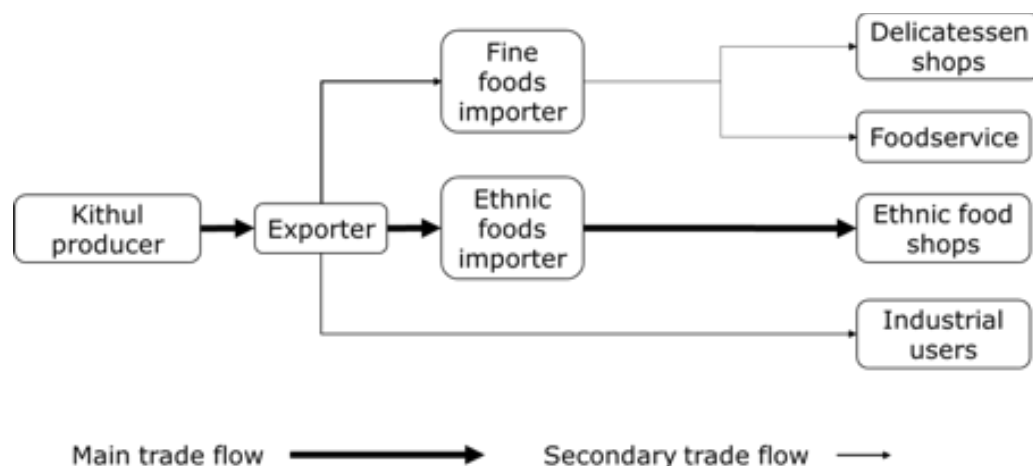 Fine
foods
importer
Delicatessen
shops
Foodservice
Kithul
producer
Exporter
Ethnic
foods
importer
Ethnic food
shops
Industrial
users
Main trade flow
Secondary trade flow